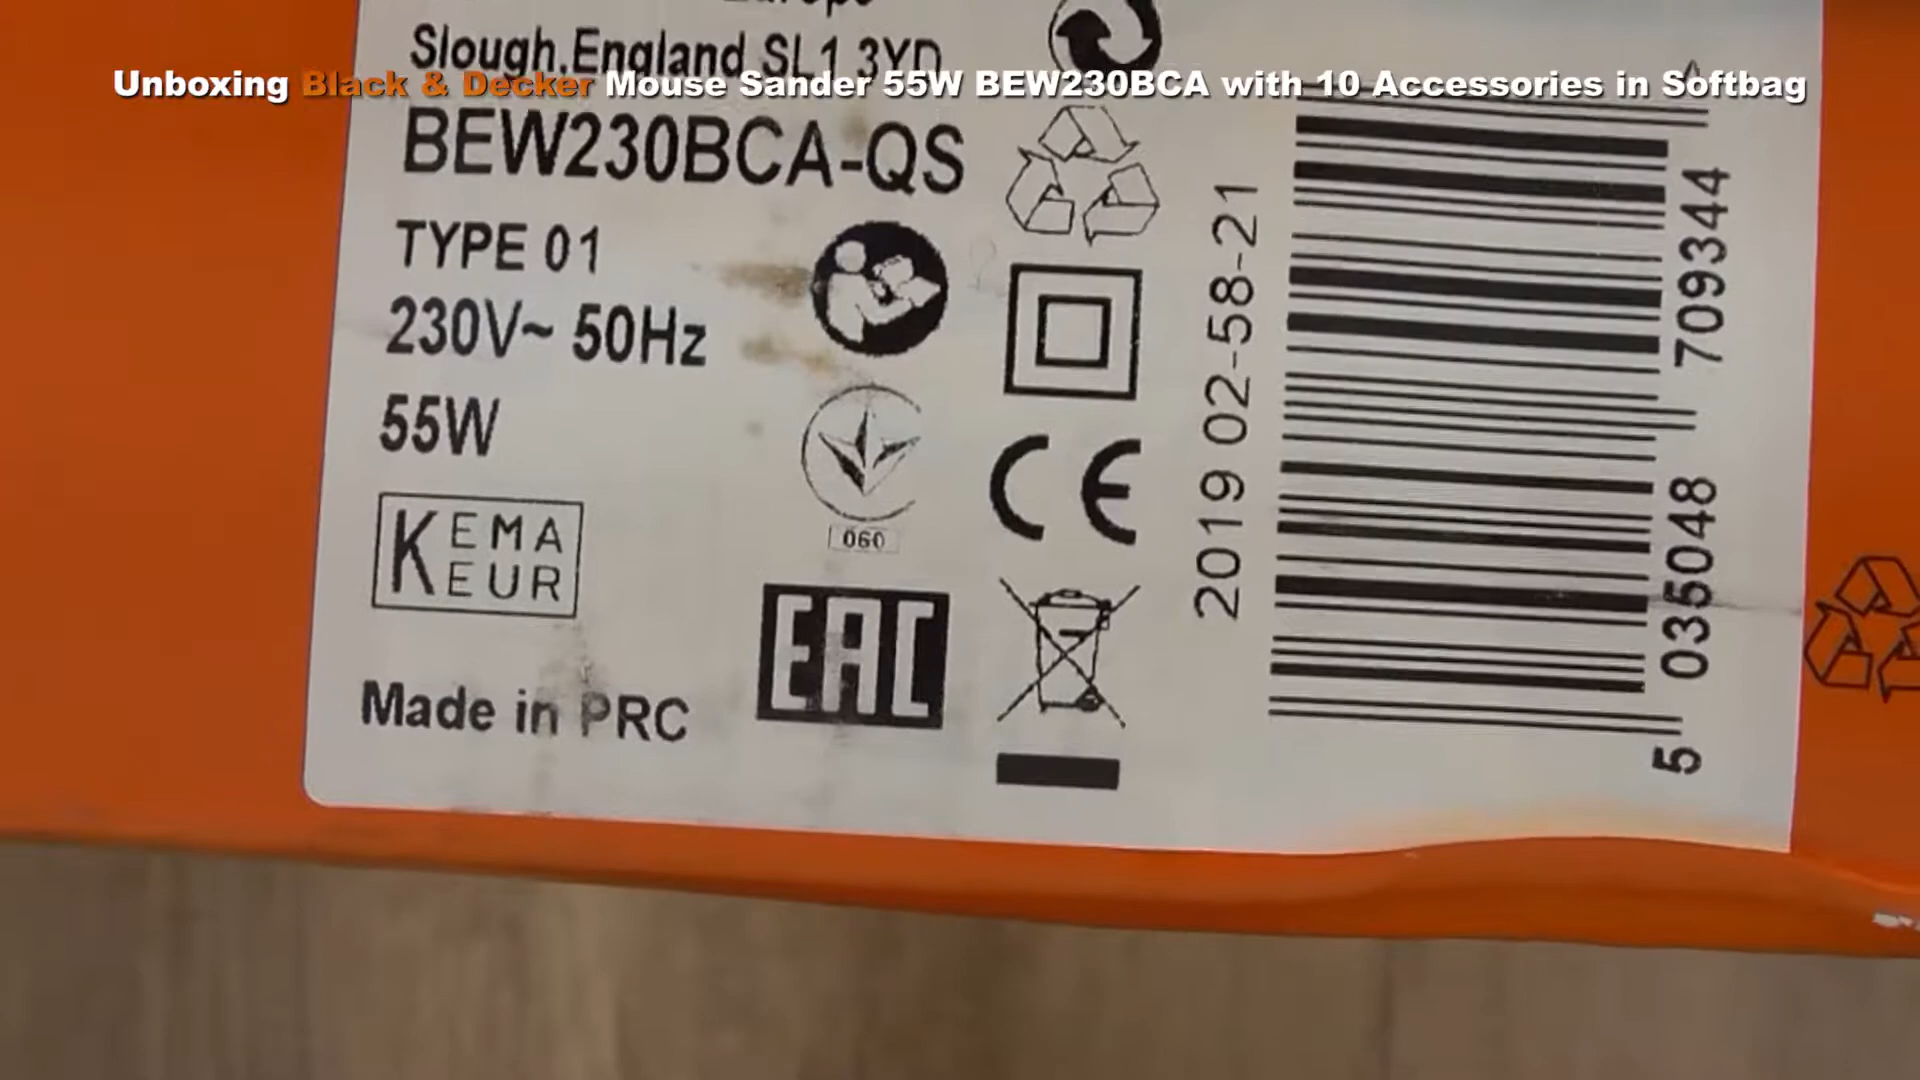 Slough.England SL1 3YD
Unboxing Black & Decker Mouse Sander 55W BEW230BCA with 10 Accessories in Softbag
BEW230BCA-QS
TYPE 01
230V~ 50Hz
55W
KEMA
KEUR
Made in PRC
060
EAC
CE
2019 02-58-21
5 035048 709344